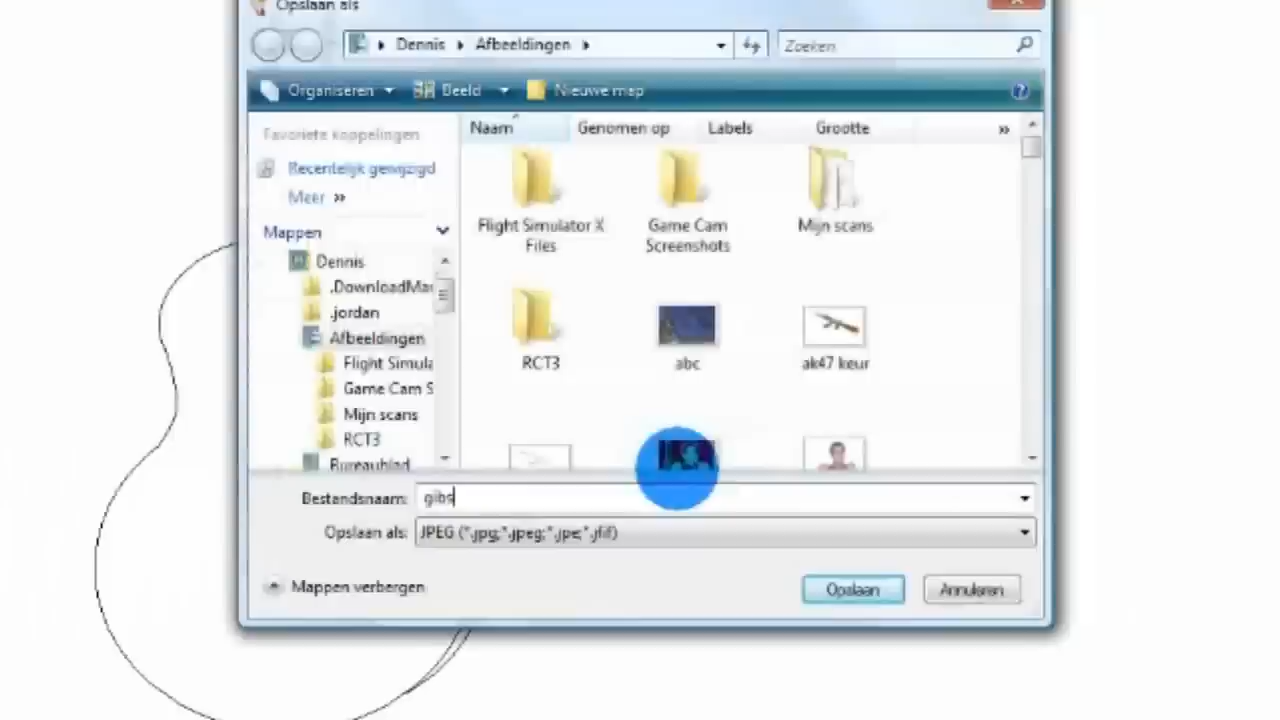 Opslaan als
Dennis Afbeeldingen
Zoeken
Organiseren Beeld Nieuwe map
Favoriete koppelingen
Recentelijk gewijzigd
Meer »
Mappen
Dennis
.DownloadMa
.jordan
Afbeeldingen
Flight Simula
Game Cam S
Mijn scans
RCT3
Bureaublad
Naam Genomen op Labels Grootte »
Flight Simulator X
Files
Game Cam
Screenshots
Mijn scans
RCT3
abc
ak47 keur
Bestandsnaam: gibs
Opslaan als: JPEG (*.jpg;*.jpeg;*.jpe;*.jfif)
Mappen verbergen
Opslaan
Annuleren